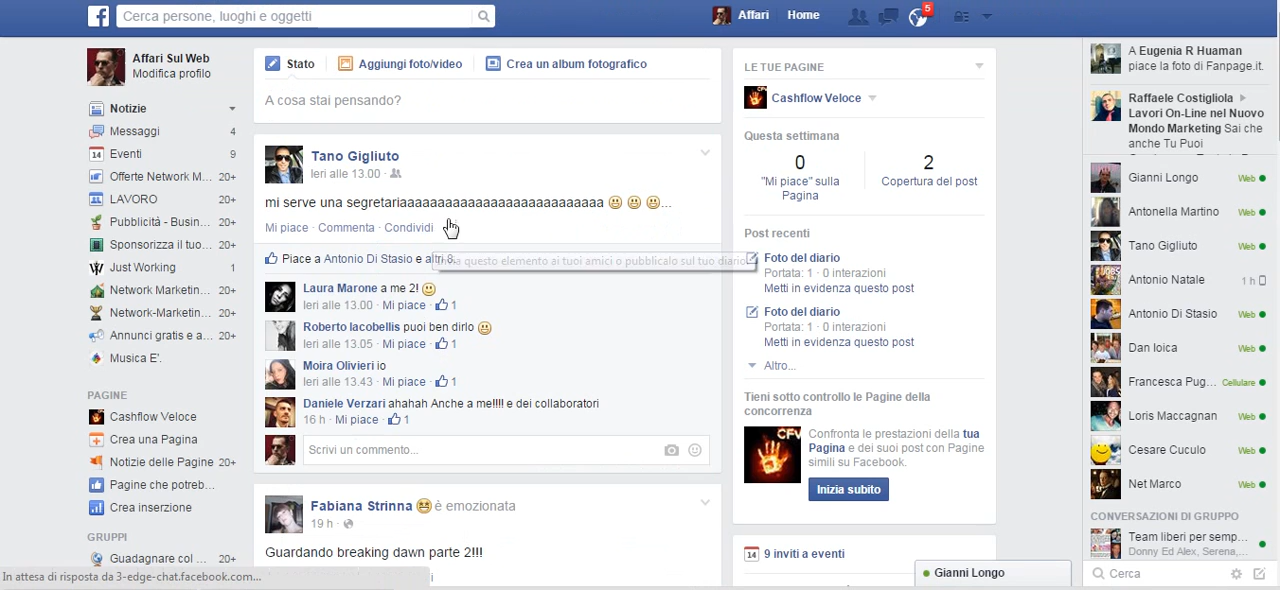 Cerca persone, luoghi e oggetti
Affari
Home
5
Affari Sul Web
Modifica profilo
Notizie
Messaggi 4
14 Eventi 9
Offerte Network M... 20+
LAVORO 20+
Pubblicità - Busin... 20+
Sponsorizza il tuo... 20+
Just Working 1
Network Marketin... 20+
Network-Marketin... 20+
Annunci gratis e a... 20+
Musica E'.
PAGINE
Cashflow Veloce
Crea una Pagina
Notizie delle Pagine 20+
Pagine che potreb...
Crea inserzione
GRUPPI
Guadagnare col ... 20+
In attesa di risposta da 3-edge-chat.facebook.com...
Stato
Aggiungi foto/video
Crea un album fotografico
A cosa stai pensando?
Tano Gigliuto
Ieri alle 13.00 ·
mi serve una segretariaaaaaaaaaaaaaaaaaaaaaaaaaaa ...
Mi piace · Commenta · Condividi
questo elemento ai tuoi amici o pubblicalo sul tuo diario
Piace a Antonio Di Stasio e altri 8.
Laura Marone a me 2!
Ieri alle 13.00 · Mi piace · 1
Roberto Iacobellis puoi ben dirlo
Ieri alle 13.05 · Mi piace · 1
Moira Olivieri io
Ieri alle 13.43 · Mi piace · 1
Daniele Verzari ahahah Anche a me!!!! e dei collaboratori
16 h · Mi piace · 1
Scrivi un commento...
Fabiana Strinna è emozionata
19 h ·
Guardando breaking dawn parte 2!!!
LE TUE PAGINE
Cashflow Veloce
Questa settimana
0
"Mi piace" sulla
Pagina
2
Copertura del post
Post recenti
Foto del diario
Portata: 1 · 0 interazioni
Metti in evidenza questo post
Foto del diario
Portata: 1 · 0 interazioni
Metti in evidenza questo post
Altro...
Tieni sotto controllo le Pagine della
concorrenza
CFV
Confronta le prestazioni della tua
Pagina e dei suoi post con Pagine
simili su Facebook.
Inizia subito
14 9 inviti a eventi
A Eugenia R Huaman
piace la foto di Fanpage.it.
Raffaele Costigliola
Lavori On-Line nel Nuovo
Mondo Marketing Sai che
anche Tu Puoi
Gianni Longo Web
Antonella Martino Web
Tano Gigliuto Web
Antonio Natale 1 h
Antonio Di Stasio Web
Dan Ioica Web
Francesca Pug... Cellulare
Loris Maccagnan Web
Cesare Cuculo Web
Net Marco Web
CONVERSAZIONI DI GRUPPO
Team liberi per semp...
Donny Ed Alex, Serena,...
Gianni Longo
Cerca